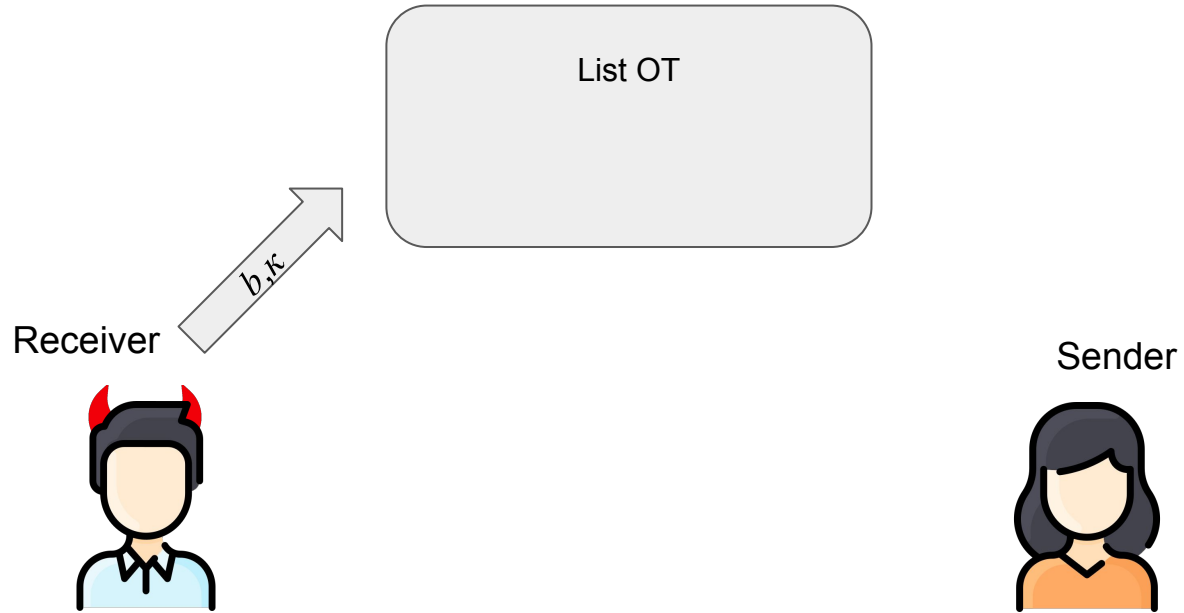 List OT
b,κ
Receiver
Sender